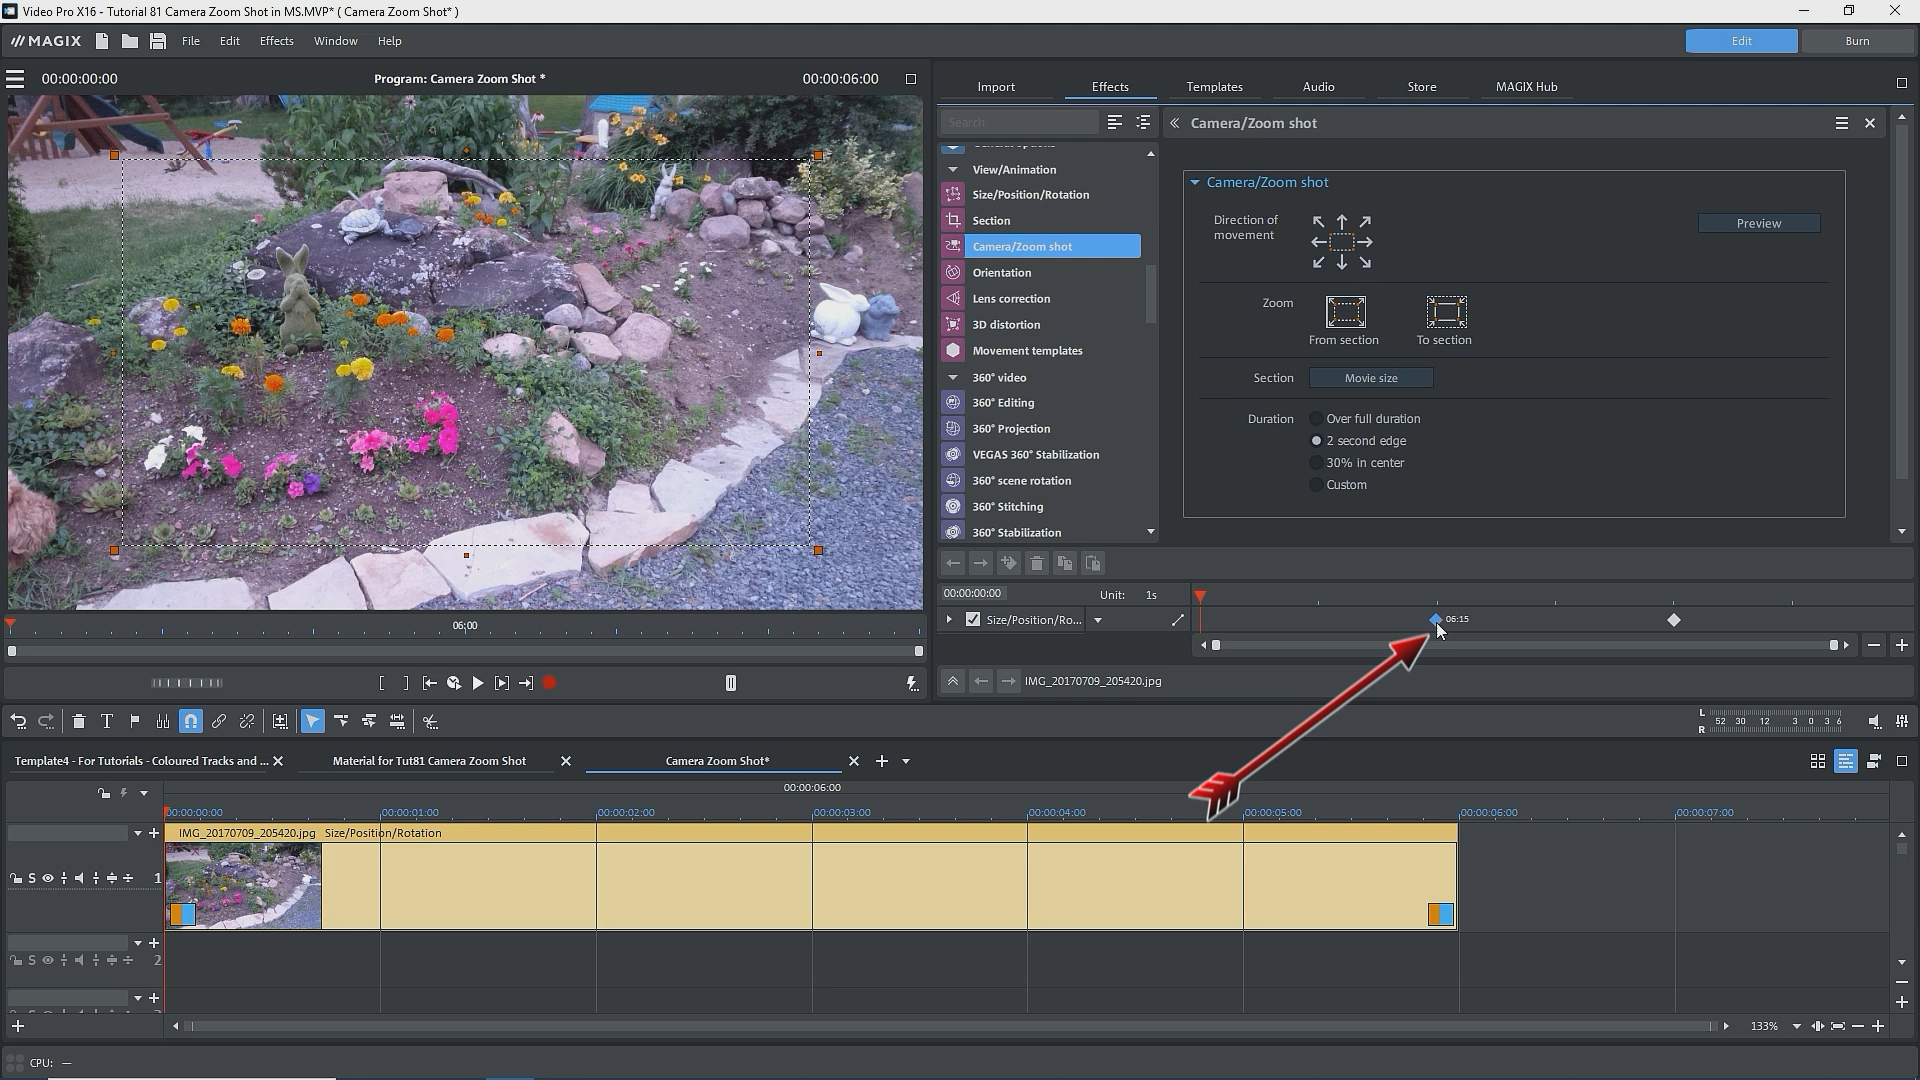 Video Pro X16 - Tutorial 81 Camera Zoom Shot in MS.MVP* ( Camera Zoom Shot* )
MAGIX File Edit Effects Window Help Edit Burn
00:00:00:00 Program: Camera Zoom Shot * 00:00:06:00
Import Effects Templates Audio Store MAGIX Hub
Search
Camera/Zoom shot
View/Animation
Size/Position/Rotation
Section
Camera/Zoom shot
Orientation
Lens correction
3D distortion
Movement templates
360° video
360° Editing
360° Projection
VEGAS 360° Stabilization
360° scene rotation
360° Stitching
360° Stabilization
Camera/Zoom shot
Direction of
movement
Preview
Zoom
From section To section
Section Movie size
Duration Over full duration
2 second edge
30% in center
Custom
00:00:00:00 Unit: 1s
Size/Position/Ro... 06:15
06:00
IMG_20170709_205420.jpg
L
52 30 12 3 0 3 6
R
Template4 - For Tutorials - Coloured Tracks and ... Material for Tut81 Camera Zoom Shot Camera Zoom Shot*
00:00:06:00
00:00:00:00 00:00:01:00 00:00:02:00 00:00:03:00 00:00:04:00 00:00:05:00 00:00:06:00 00:00:07:00
IMG_20170709_205420.jpg Size/Position/Rotation
S 1
S 2
133%
CPU: —